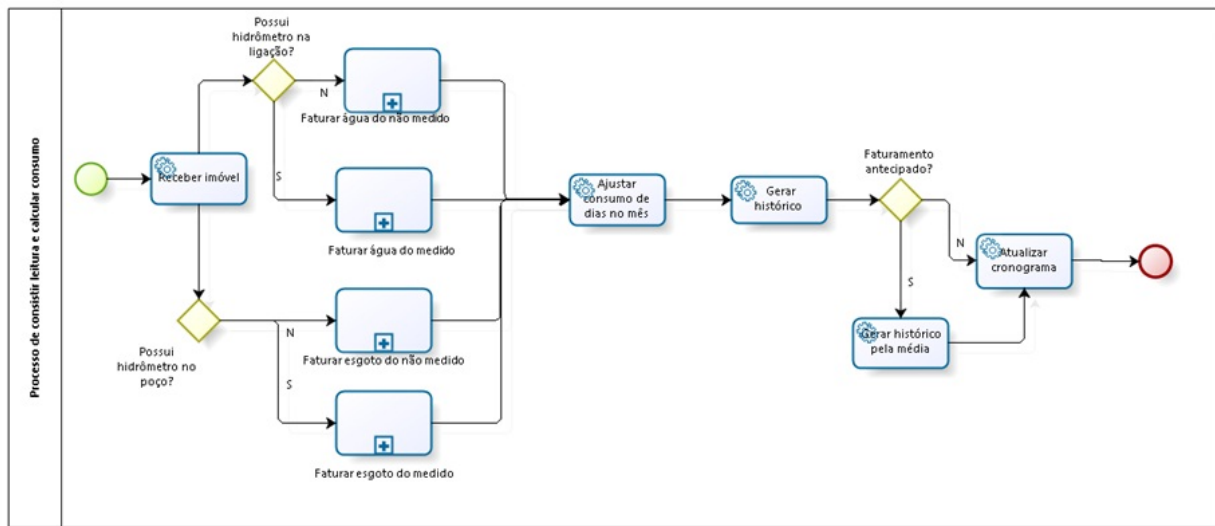 Processo de consistir leitura e calcular consumo
Possui
hidrômetro na
ligação?
N
Faturar água do não medido
Receber imóvel
S
Faturar água do medido
Possui
hidrômetro no
poço?
N
Faturar esgoto do não medido
S
Faturar esgoto do medido
Ajustar
consumo de
dias no mês
Gerar
histórico
Faturamento
antecipado?
N
S
Gerar histórico
pela média
Atualizar
cronograma